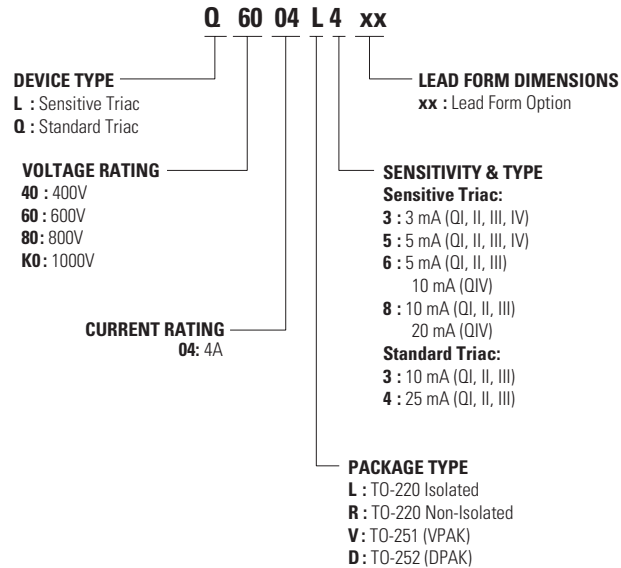 Q 60 04 L 4 xx
DEVICE TYPE
L : Sensitive Triac
Q : Standard Triac
VOLTAGE RATING
40 : 400V
60 : 600V
80: 800V
K0: 1000V
CURRENT RATING
04: 4A
LEAD FORM DIMENSIONS
xx : Lead Form Option
SENSITIVITY & TYPE
Sensitive Triac:
3 : 3 mA (QI, II, III, IV)
5 : 5 mA (QI, II, III, IV)
6 : 5 mA (QI, II, III)
10 mA (QIV)
8 : 10 mA (QI, II, III)
20 mA (QIV)
Standard Triac:
3 : 10 mA (QI, II, III)
4 : 25 mA (QI, II, III)
PACKAGE TYPE
L : TO-220 Isolated
R : TO-220 Non-Isolated
V : TO-251 (VPAK)
D : TO-252 (DPAK)